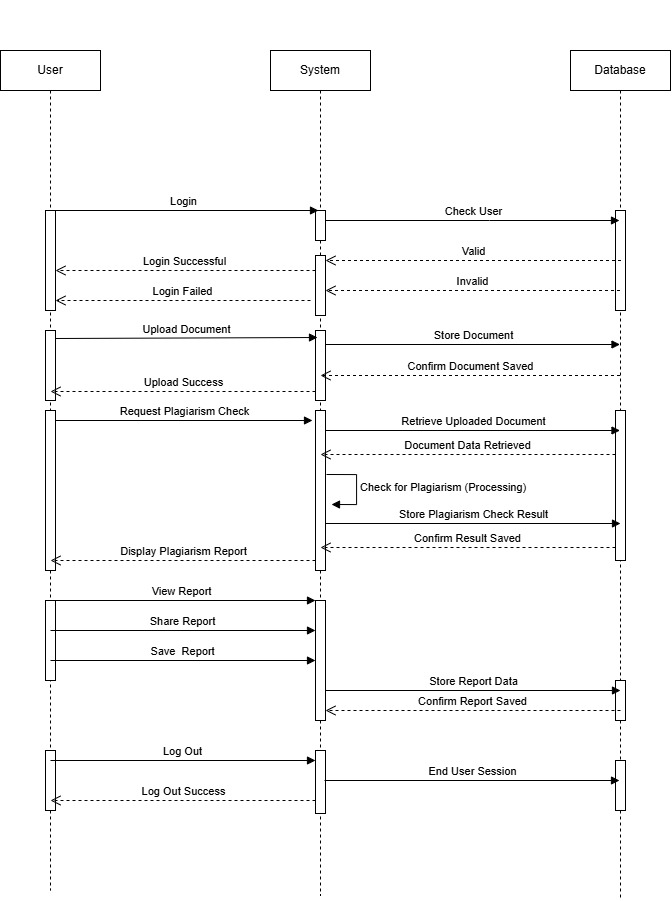 User
System
Database
Login
Check User
Valid
Login Successful
Invalid
Login Failed
Upload Document
Store Document
Confirm Document Saved
Upload Success
Request Plagiarism Check
Retrieve Uploaded Document
Document Data Retrieved
Check for Plagiarism (Processing)
Store Plagiarism Check Result
Confirm Result Saved
Display Plagiarism Report
View Report
Share Report
Save  Report
Store Report Data
Confirm Report Saved
Log Out
End User Session
Log Out Success